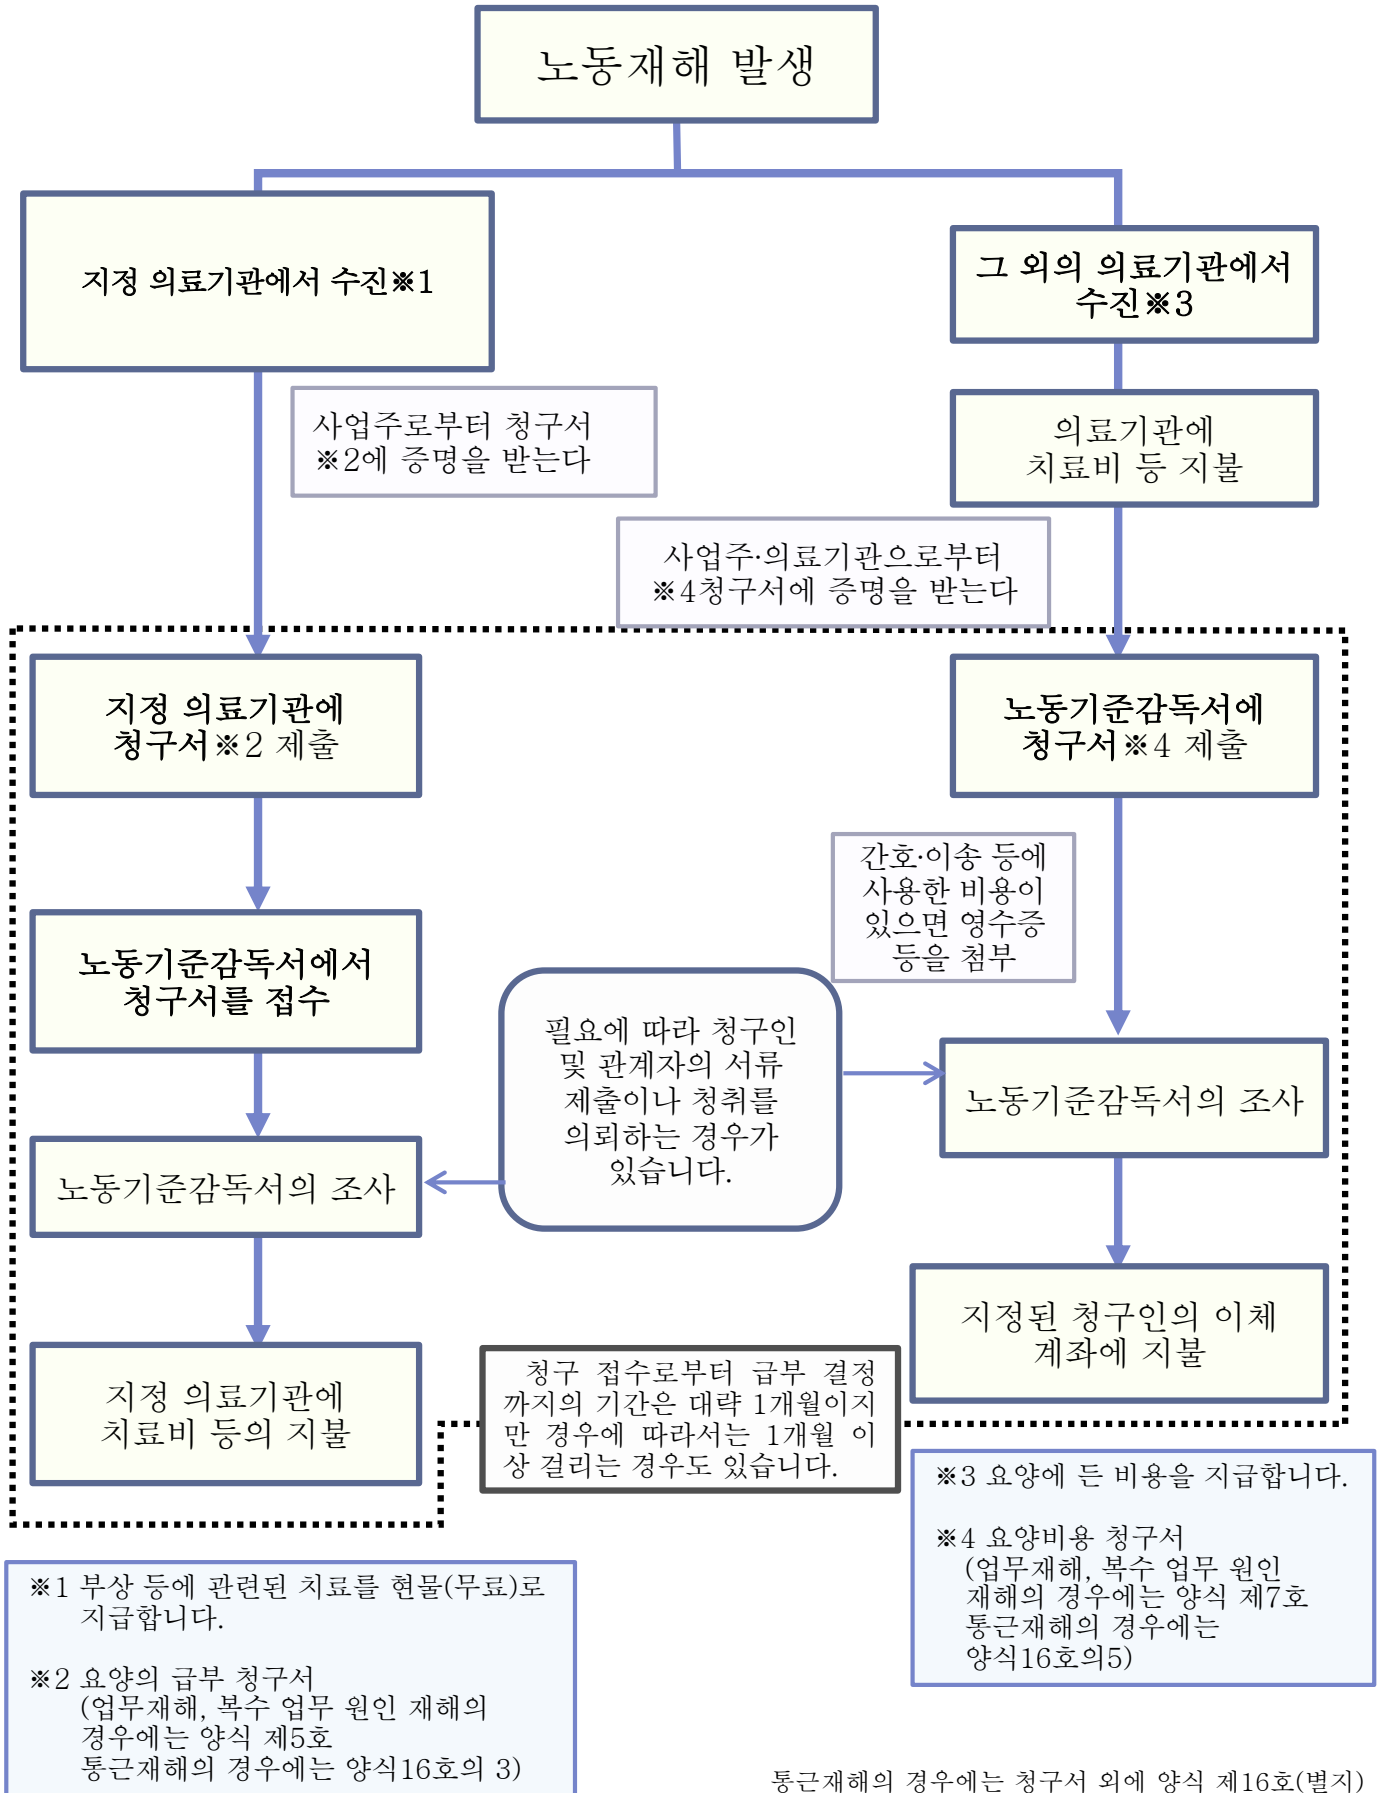 노동재해 발생
지정 의료기관에서 수진※1
그 외의 의료기관에서
수진※3
사업주로부터 청구서
※2에 증명을 받는다
의료기관에
치료비 등 지불
사업주·의료기관으로부터
※4청구서에 증명을 받는다
지정 의료기관에
청구서※2 제출
노동기준감독서에
청구서※4 제출
간호·이송 등에
사용한 비용이
있으면 영수증
등을 첨부
노동기준감독서에서
청구서를 접수
필요에 따라 청구인
및 관계자의 서류
제출이나 청취를
의뢰하는 경우가
있습니다.
노동기준감독서의 조사
노동기준감독서의 조사
지정된 청구인의 이체
계좌에 지불
지정 의료기관에
치료비 등의 지불
청구 접수로부터 급부 결정
까지의 기간은 대략 1개월이지
만 경우에 따라서는 1개월 이
상 걸리는 경우도 있습니다.
※3 요양에 든 비용을 지급합니다.
※4 요양비용 청구서
(업무재해, 복수 업무 원인
재해의 경우에는 양식 제7호
통근재해의 경우에는
양식16호의5)
※1 부상 등에 관련된 치료를 현물(무료)로
지급합니다.
※2 요양의 급부 청구서
(업무재해, 복수 업무 원인 재해의
경우에는 양식 제5호
통근재해의 경우에는 양식16호의 3)
통근재해의 경우에는 청구서 외에 양식 제16호(별지)